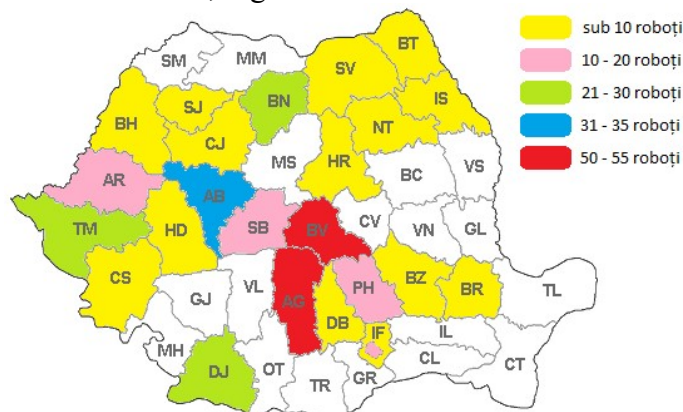 sub 10 roboți
10 - 20 roboți
21 - 30 roboți
31 - 35 roboți
50 - 55 roboți
SM
MM
SV
BT
BH
SJ
BN
IS
CJ
NT
MS
HR
BC
VS
AR
AB
TM
HD
SB
BV
CV
VN
GL
CS
GJ
VL
AG
PH
BZ
BR
TL
DB
IF
IL
MH
DJ
OT
TR
GR
CL
CT